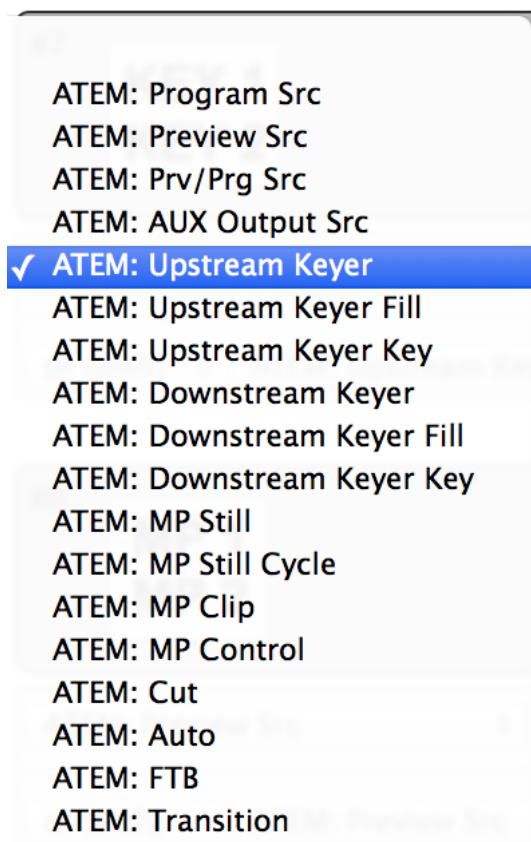 ATEM: Program Src
ATEM: Preview Src
ATEM: Prv/Prg Src
ATEM: AUX Output Src
✓ ATEM: Upstream Keyer
ATEM: Upstream Keyer Fill
ATEM: Upstream Keyer Key
ATEM: Downstream Keyer
ATEM: Downstream Keyer Fill
ATEM: Downstream Keyer Key
ATEM: MP Still
ATEM: MP Still Cycle
ATEM: MP Clip
ATEM: MP Control
ATEM: Cut
ATEM: Auto
ATEM: FTB
ATEM: Transition